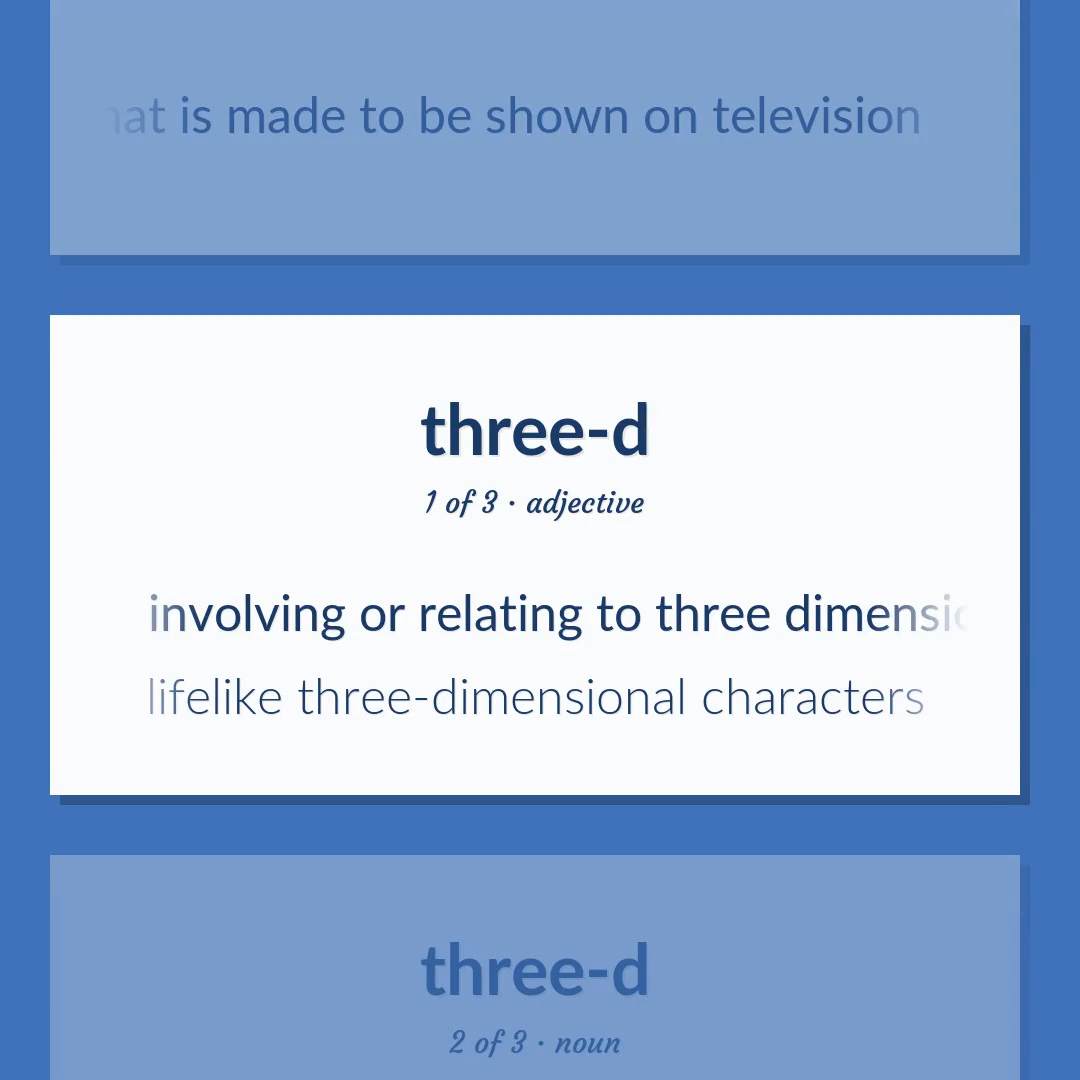 is made to be shown on television
three-d
1 of 3 · adjective
involving or relating to three
lifelike three-dimensional characters
three-d
2 of 3 · noun